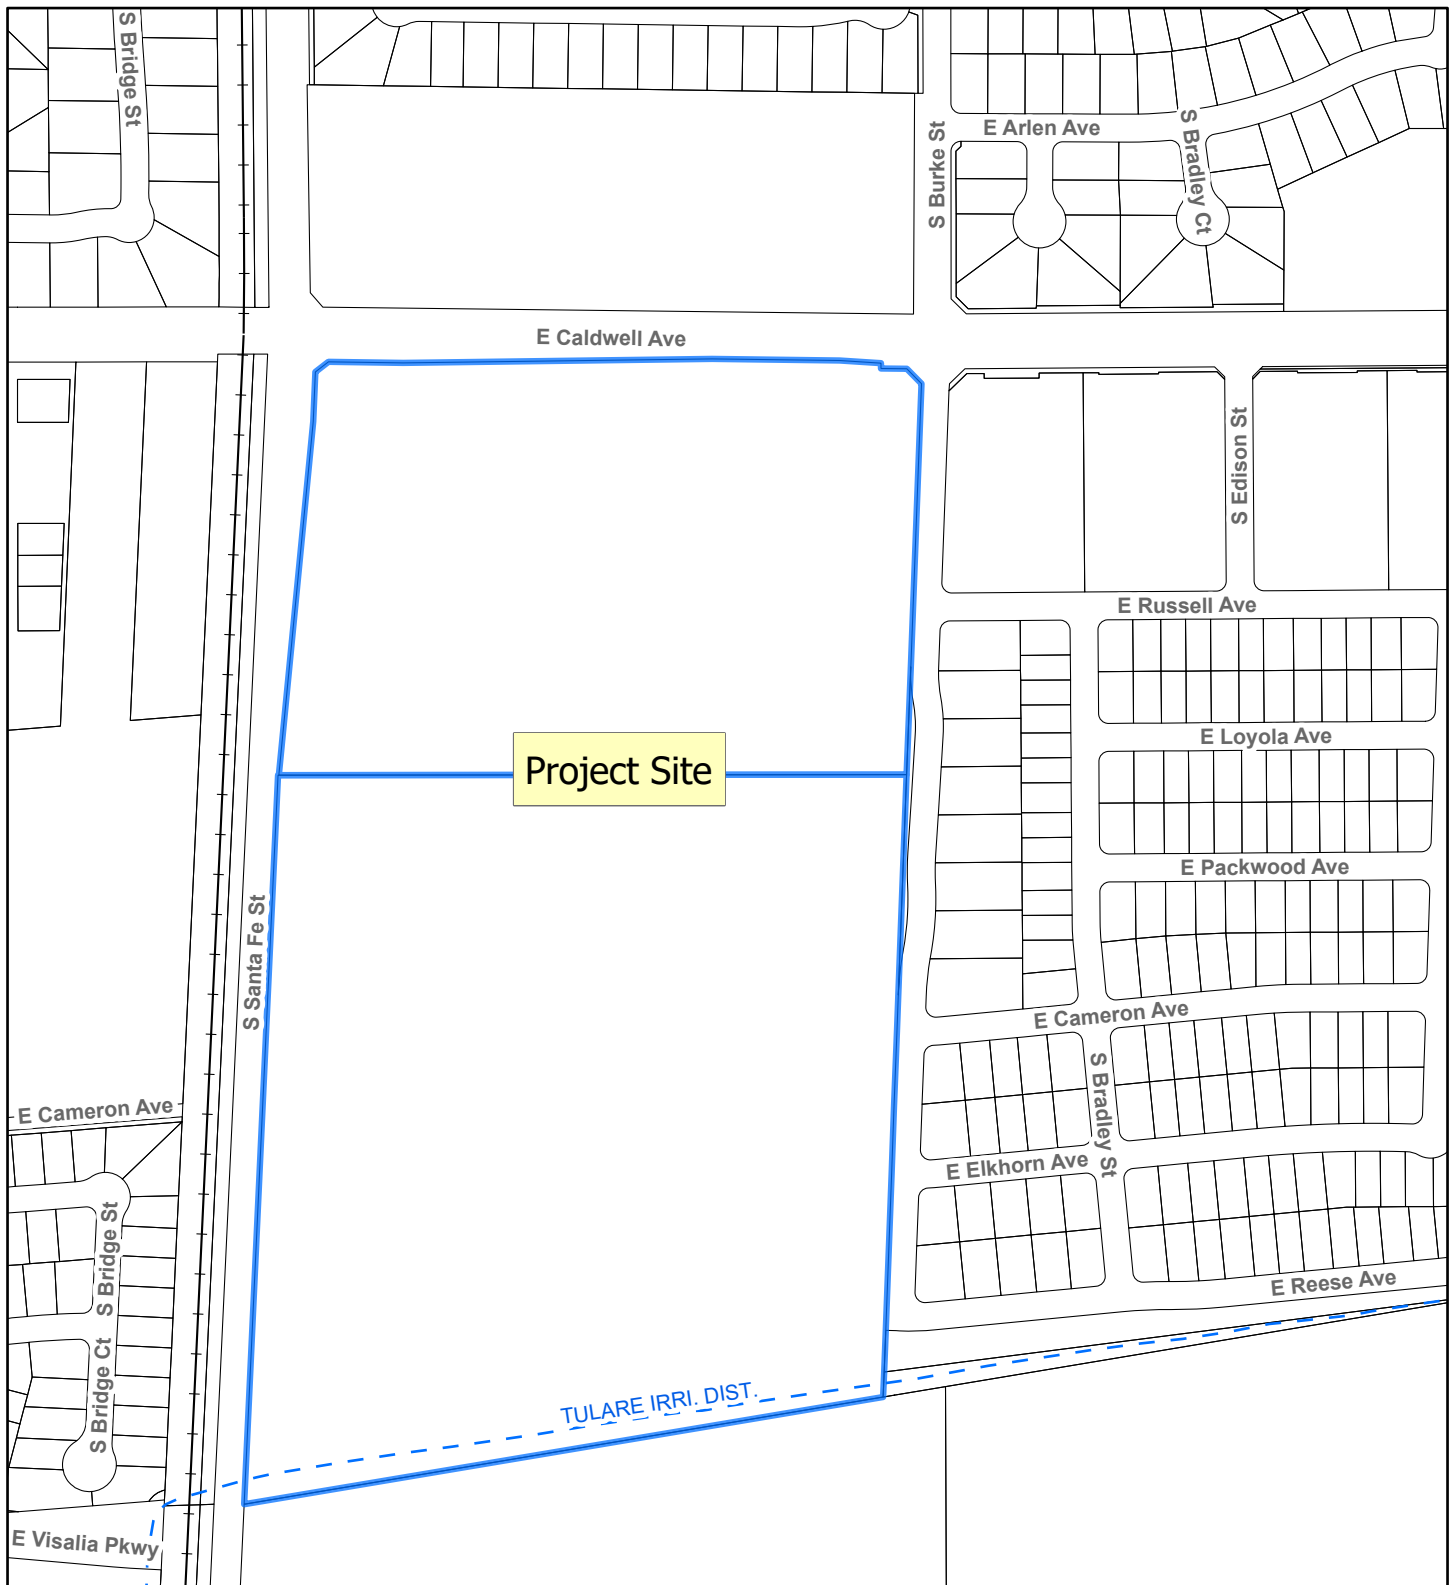 S Bridge St
E Arlen Ave
S Burke St
S Bradley Ct
E Caldwell Ave
S Edison St
E Russell Ave
E Loyola Ave
Project Site
E Packwood Ave
S Santa Fe St
E Cameron Ave
S Bradley St
E Cameron Ave
E Elkhorn Ave
S Bridge St
E Reese Ave
S Bridge Ct
TULARE IRRI. DIST.
E Visalia Pkwy